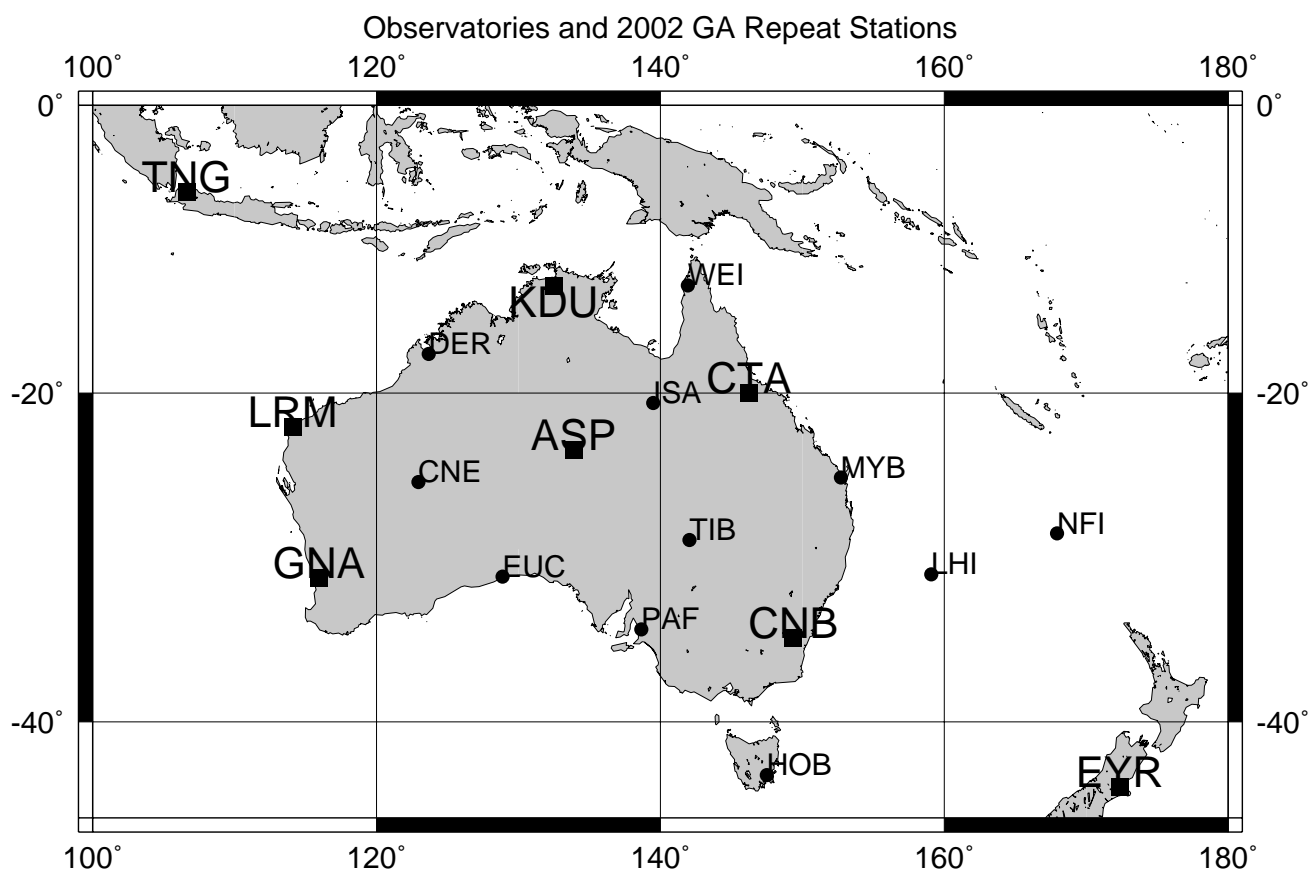 Observatories and 2002 GA Repeat Stations
100˚ 120˚ 140˚ 160˚ 180˚
0˚ 0˚
TNG
WEI
KDU
DER
CTA
-20˚ ISA -20˚
LRM
ASP
CNE MYB
TIB NFI
GNA EUC LHI
PAF CNB
-40˚ -40˚
HOB EYR
100˚ 120˚ 140˚ 160˚ 180˚